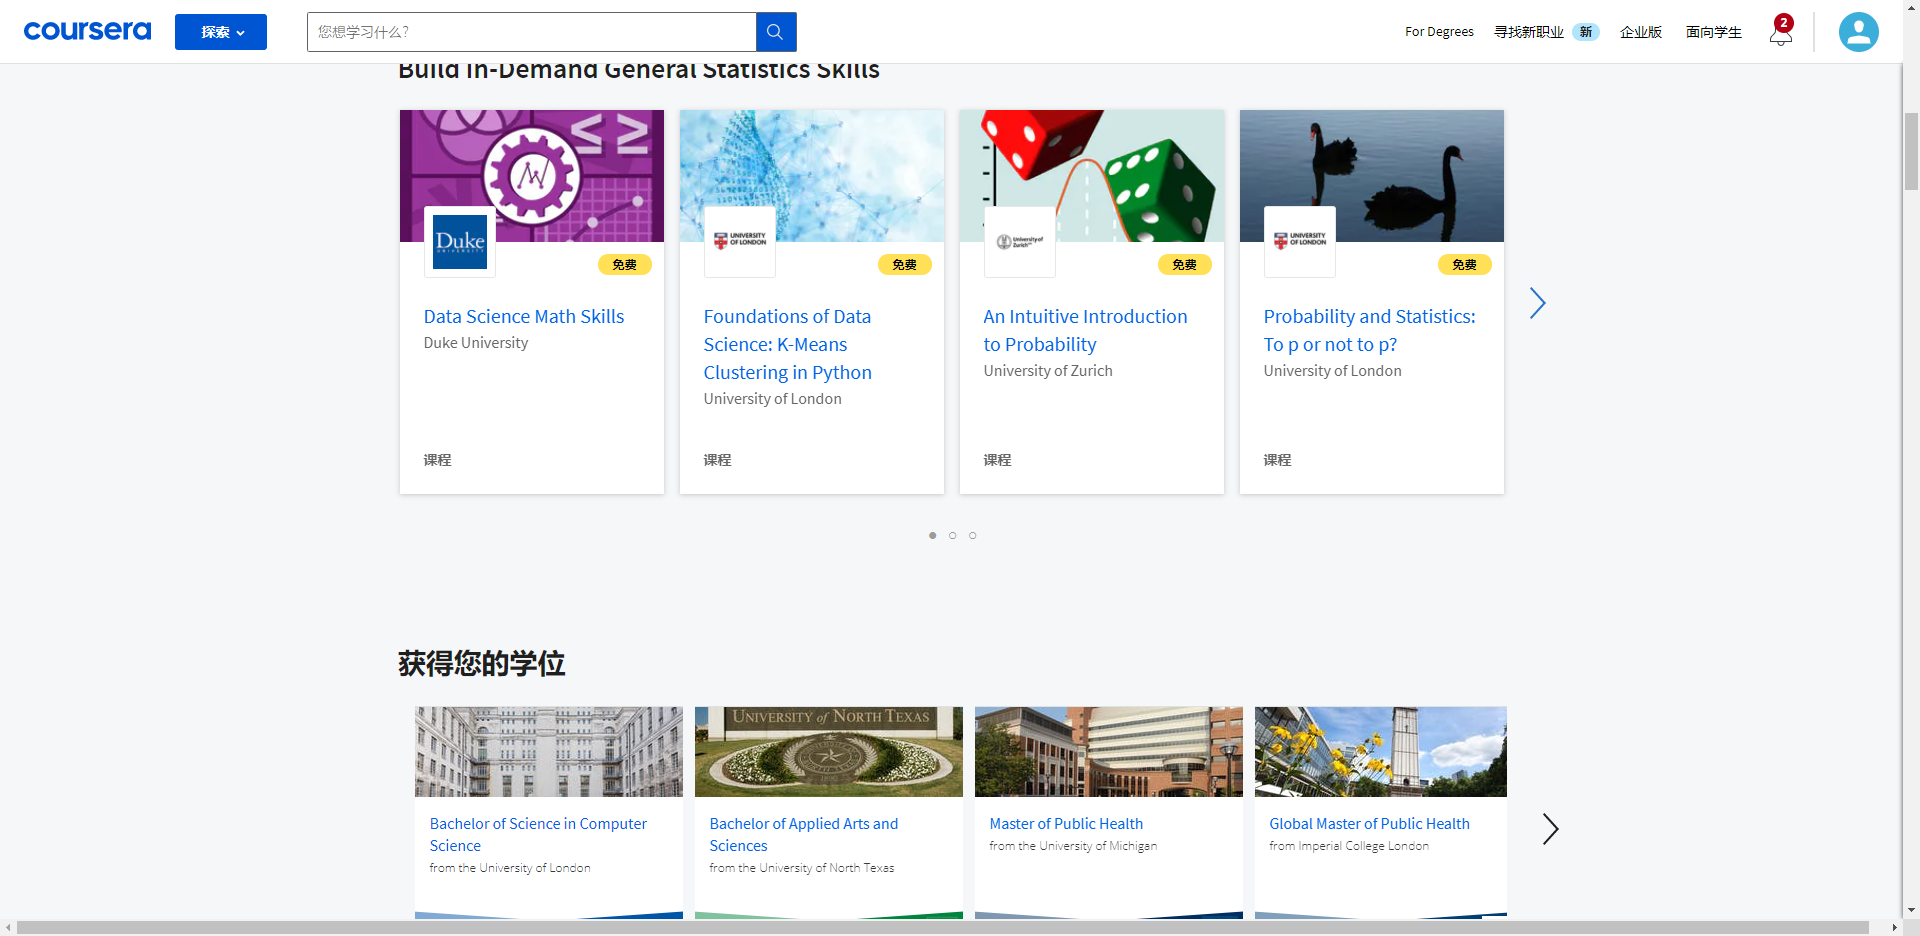 coursera
探索
您想学习什么？
For Degrees
寻找新职业
新
企业版
面向学生
2
Build In-Demand General Statistics Skills
Duke
UNIVERSITY
UNIVERSITY
OF LONDON
University of
Zurich
UNIVERSITY
OF LONDON
免费
免费
免费
免费
Data Science Math Skills
Duke University
课程
Foundations of Data
Science: K-Means
Clustering in Python
University of London
课程
An Intuitive Introduction
to Probability
University of Zurich
课程
Probability and Statistics:
To p or not to p?
University of London
课程
获得您的学位
UNIVERSITY of NORTH TEXAS
Bachelor of Science in Computer
Science
from the University of London
Bachelor of Applied Arts and
Sciences
from the University of North Texas
Master of Public Health
from the University of Michigan
Global Master of Public Health
from Imperial College London